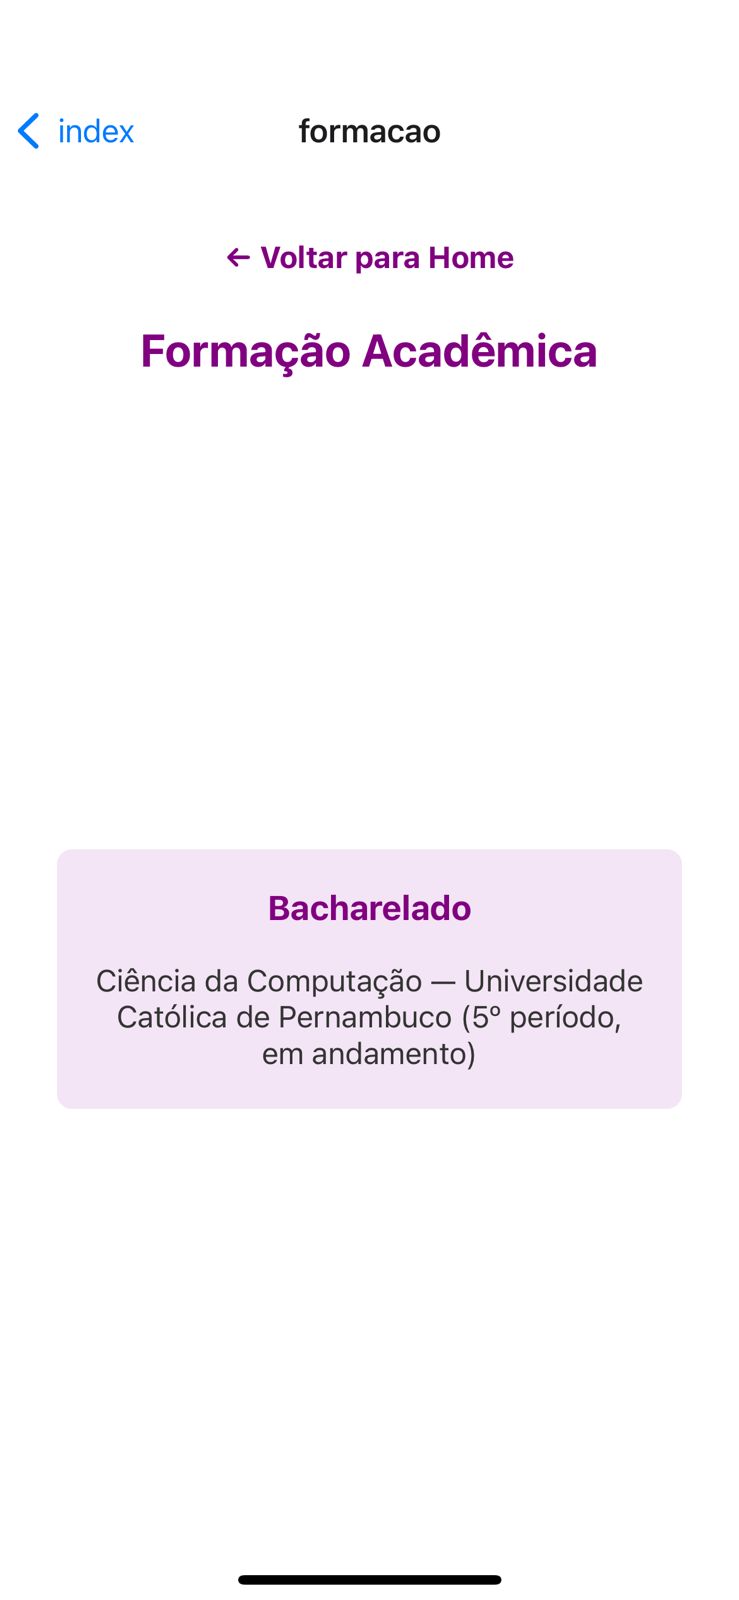 index
formacao
← Voltar para Home
Formação Acadêmica
Bacharelado
Ciência da Computação — Universidade
Católica de Pernambuco (5º período,
em andamento)